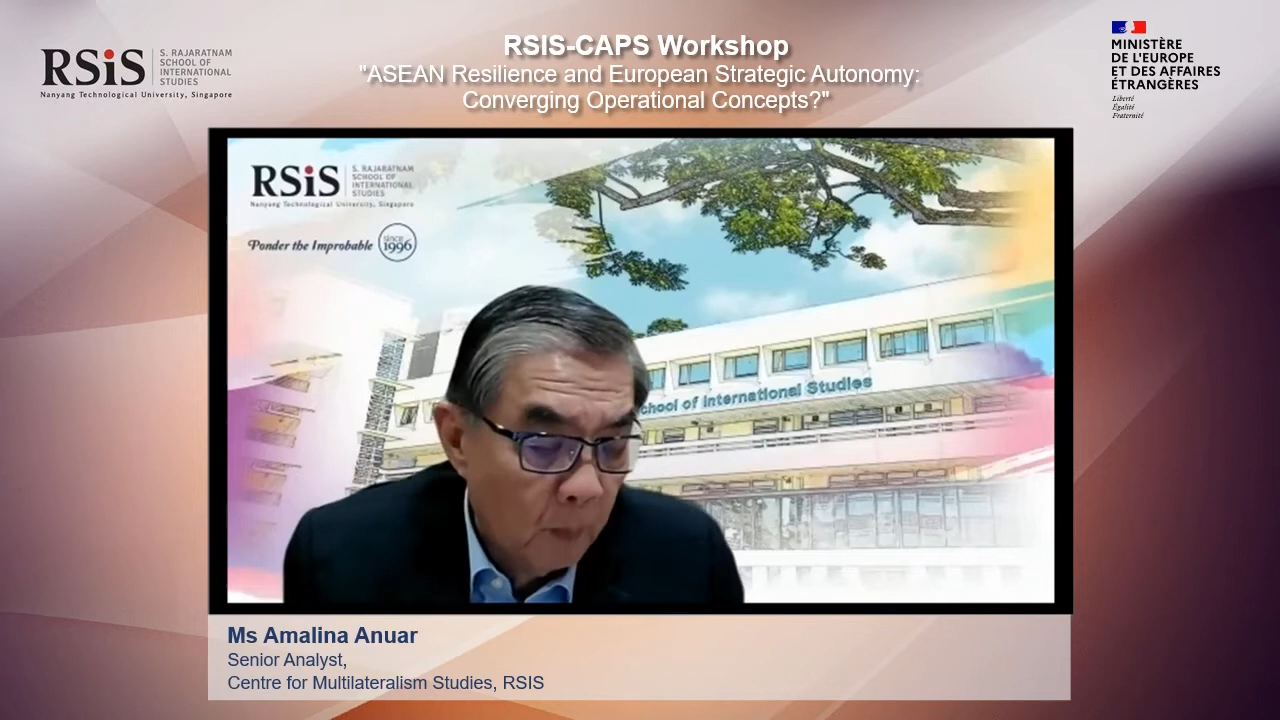 RSiS
S. RAJARATNAM
SCHOOL OF
INTERNATIONAL
STUDIES
Nanyang Technological University, Singapore
RSIS-CAPS Workshop
"ASEAN Resilience and European Strategic Autonomy:
Converging Operational Concepts?"
MINISTÈRE
DE L'EUROPE
ET DES AFFAIRES
ÉTRANGÈRES
Liberté
Égalité
Fraternité
RSiS
S. RAJARATNAM
SCHOOL OF
INTERNATIONAL
STUDIES
Nanyang Technological University, Singapore
Ponder the Improbable
since
1996
chool of International Studies
Ms Amalina Anuar
Senior Analyst,
Centre for Multilateralism Studies, RSIS